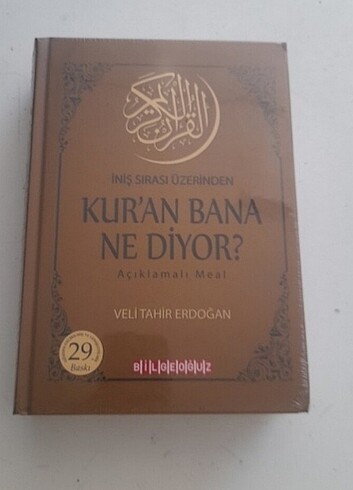 القرآن الكريم
İNİŞ SIRASI ÜZERİNDEN
KUR'AN BANA
NE DİYOR?
Açıklamalı Meal
VELİ TAHİR ERDOĞAN
29
Baskı
BİLGEOĞUZ